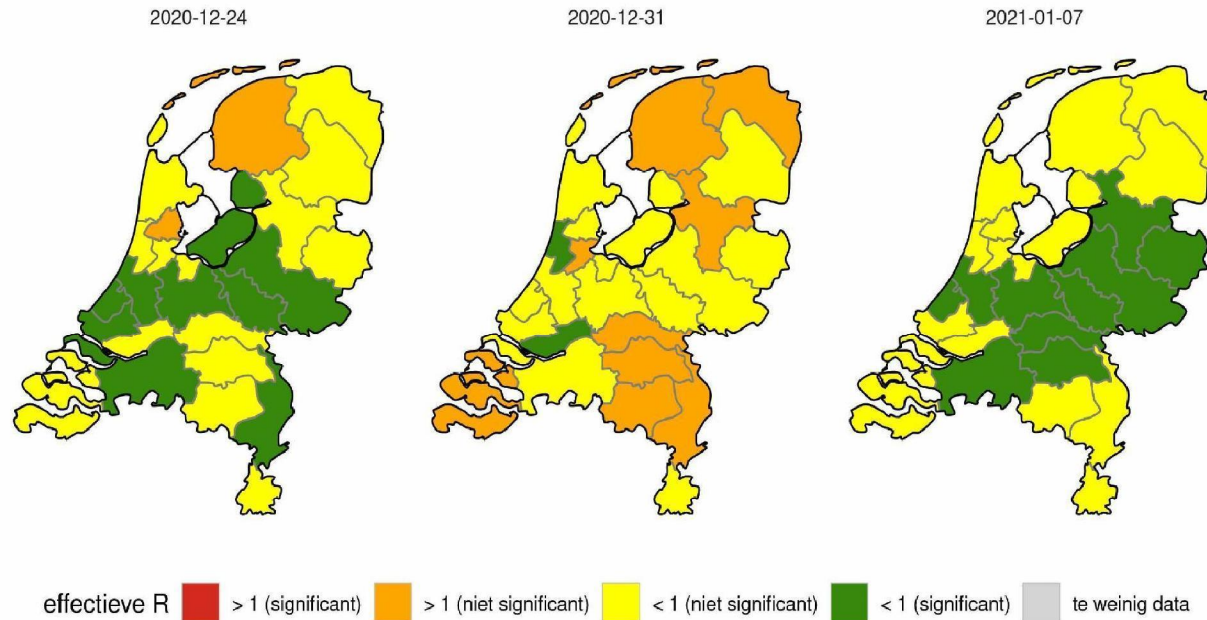 2020-12-24 2020-12-31 2021-01-07
effectieve R > 1 (significant) > 1 (niet significant) < 1 (niet significant) < 1 (significant) te weinig data